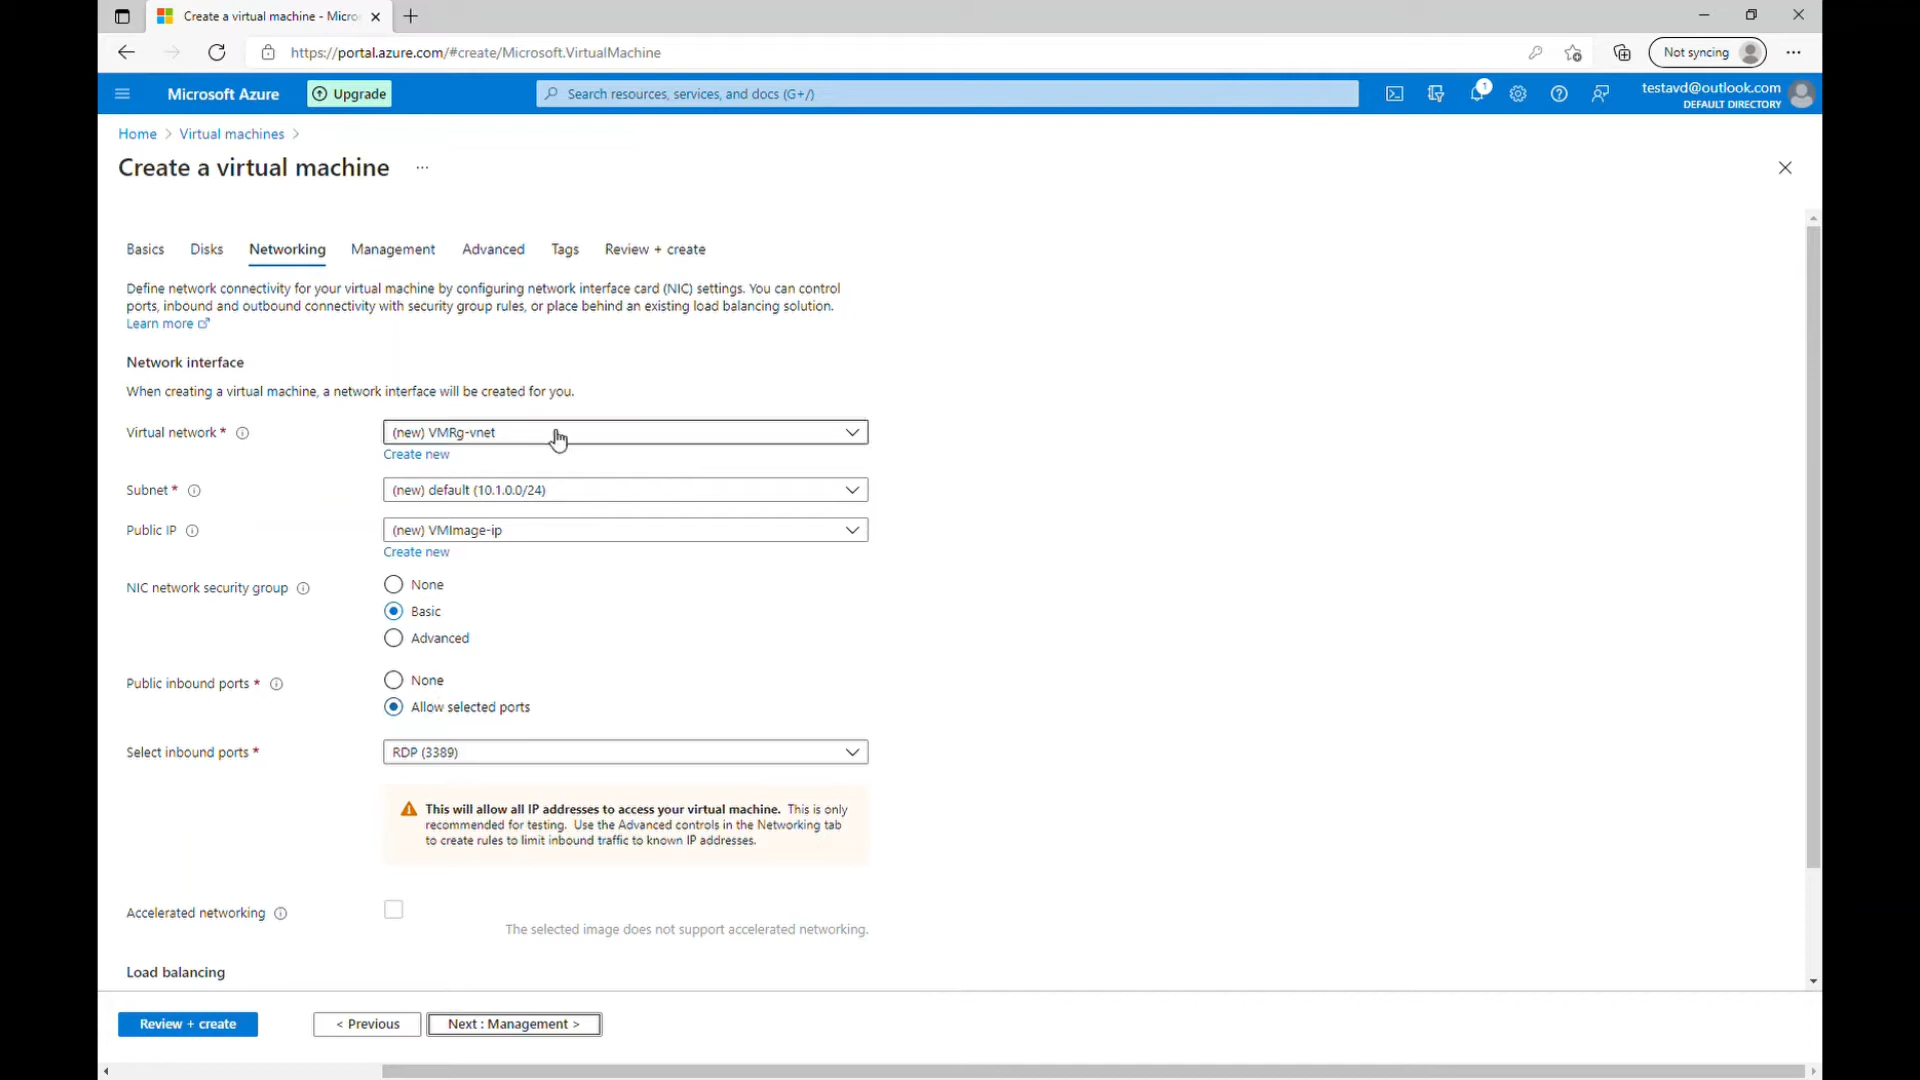 Create a virtual machine - Micros
https://portal.azure.com/#create/Microsoft.VirtualMachine
Not syncing
Microsoft Azure
Upgrade
Search resources, services, and docs (G+/)
1
testavd@outlook.com
DEFAULT DIRECTORY
Home > Virtual machines >
Create a virtual machine
Basics Disks Networking Management Advanced Tags Review + create
Define network connectivity for your virtual machine by configuring network interface card (NIC) settings. You can control
ports, inbound and outbound connectivity with security group rules, or place behind an existing load balancing solution.
Learn more
Network interface
When creating a virtual machine, a network interface will be created for you.
Virtual network * (new) VMRg-vnet
Create new
Subnet * (new) default (10.1.0.0/24)
Public IP (new) VMImage-ip
Create new
NIC network security group None
Basic
Advanced
Public inbound ports * None
Allow selected ports
Select inbound ports * RDP (3389)
This will allow all IP addresses to access your virtual machine. This is only
recommended for testing. Use the Advanced controls in the Networking tab
to create rules to limit inbound traffic to known IP addresses.
Accelerated networking
The selected image does not support accelerated networking.
Load balancing
Review + create < Previous Next : Management >